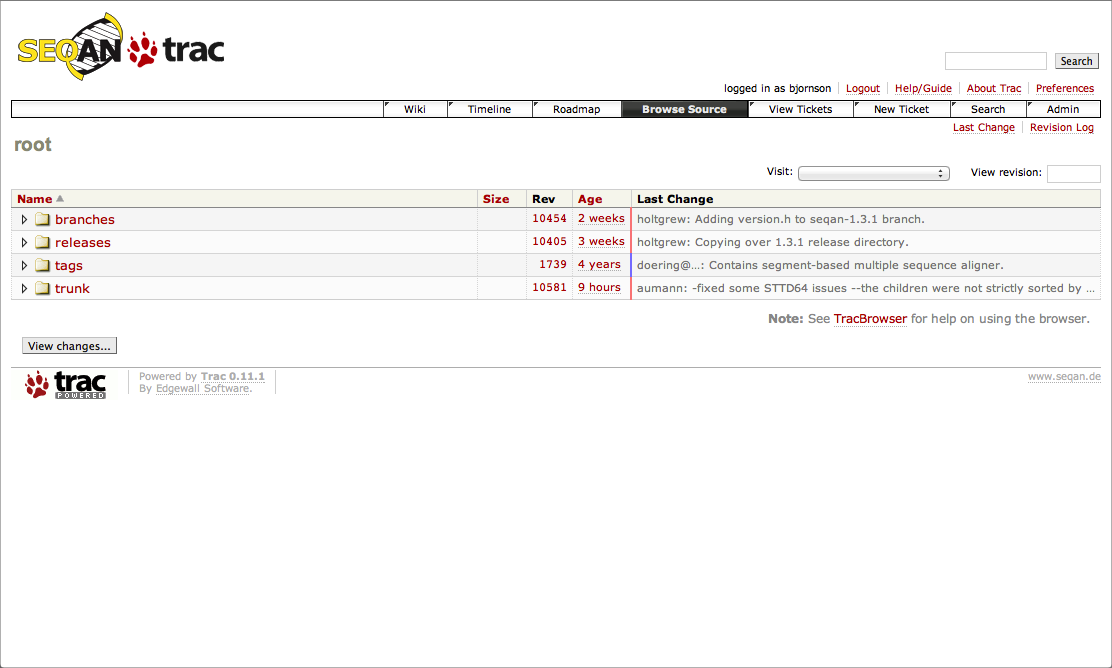 SEQAN trac
Search
logged in as bjornson Logout Help/Guide About Trac Preferences
Wiki Timeline Roadmap Browse Source View Tickets New Ticket Search Admin
Last Change Revision Log
root
Visit: View revision:
Name Size Rev Age Last Change
branches 10454 2 weeks holtgrew: Adding version.h to seqan-1.3.1 branch.
releases 10405 3 weeks holtgrew: Copying over 1.3.1 release directory.
tags 1739 4 years doering@...: Contains segment-based multiple sequence aligner.
trunk 10581 9 hours aumann: -fixed some STTD64 issues --the children were not strictly sorted by ...
Note: See TracBrowser for help on using the browser.
View changes...
trac POWERED
Powered by Trac 0.11.1
By Edgewall Software.
www.seqan.de